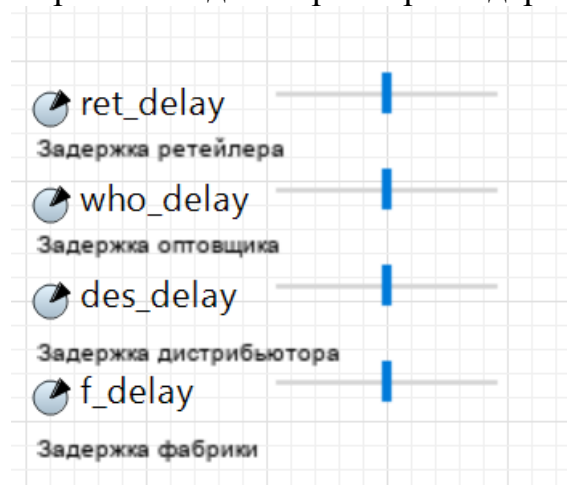 ret_delay
Задержка ретейлера
who_delay
Задержка оптовщика
des_delay
Задержка дистрибьютора
f_delay
Задержка фабрики